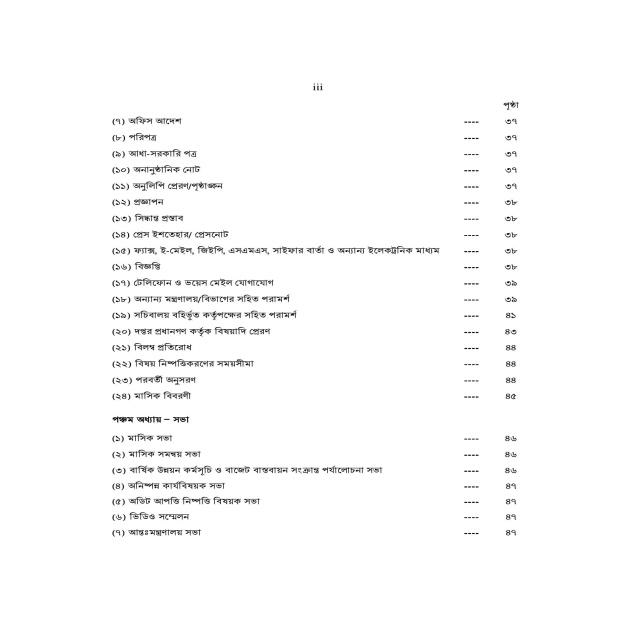 iii
পৃষ্ঠা
(৭) অফিস আদেশ ---- ৩৭
(৮) পরিপত্র ---- ৩৭
(৯) আধা-সরকারি পত্র ---- ৩৭
(১০) অনানুষ্ঠানিক নোট ---- ৩৭
(১১) অনুলিপি প্রেরণ/পৃষ্ঠাঙ্কন ---- ৩৭
(১২) প্রজ্ঞাপন ---- ৩৮
(১৩) সিদ্ধান্ত প্রস্তাব ---- ৩৮
(১৪) প্রেস ইশতেহার/ প্রেসনোট ---- ৩৮
(১৫) ফ্যাক্স, ই-মেইল, জিইপি, এসএমএস, সাইফার বার্তা ও অন্যান্য ইলেকট্রনিক মাধ্যম ---- ৩৮
(১৬) বিজ্ঞপ্তি ---- ৩৮
(১৭) টেলিফোন ও ভয়েস মেইল যোগাযোগ ---- ৩৯
(১৮) অন্যান্য মন্ত্রণালয়/বিভাগের সহিত পরামর্শ ---- ৩৯
(১৯) সচিবালয় বহির্ভূত কর্তৃপক্ষের সহিত পরামর্শ ---- ৪১
(২০) দপ্তর প্রধানগণ কর্তৃক বিষয়াদি প্রেরণ ---- ৪৩
(২১) বিলম্ব প্রতিরোধ ---- ৪৪
(২২) বিষয় নিষ্পত্তিকরণের সময়সীমা ---- ৪৪
(২৩) পরবর্তী অনুসরণ ---- ৪৪
(২৪) মাসিক বিবরণী ---- ৪৫
পঞ্চম অধ্যায় – সভা
(১) মাসিক সভা ---- ৪৬
(২) মাসিক সমন্বয় সভা ---- ৪৬
(৩) বার্ষিক উন্নয়ন কর্মসূচি ও বাজেট বাস্তবায়ন সংক্রান্ত পর্যালোচনা সভা ---- ৪৬
(৪) অনিষ্পন্ন কার্যবিষয়ক সভা ---- ৪৭
(৫) অডিট আপত্তি নিষ্পত্তি বিষয়ক সভা ---- ৪৭
(৬) ভিডিও সম্মেলন ---- ৪৭
(৭) আন্তঃমন্ত্রণালয় সভা ---- ৪৭